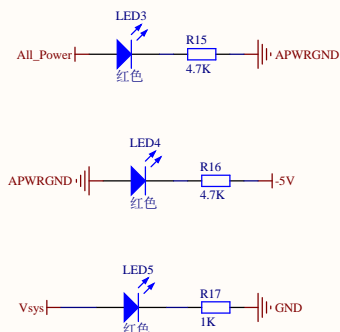 LED3
R15
All_Power
APWRGND
4.7K
红色
LED4
R16
APWRGND
-5V
4.7K
红色
LED5
R17
Vsys
GND
1K
红色